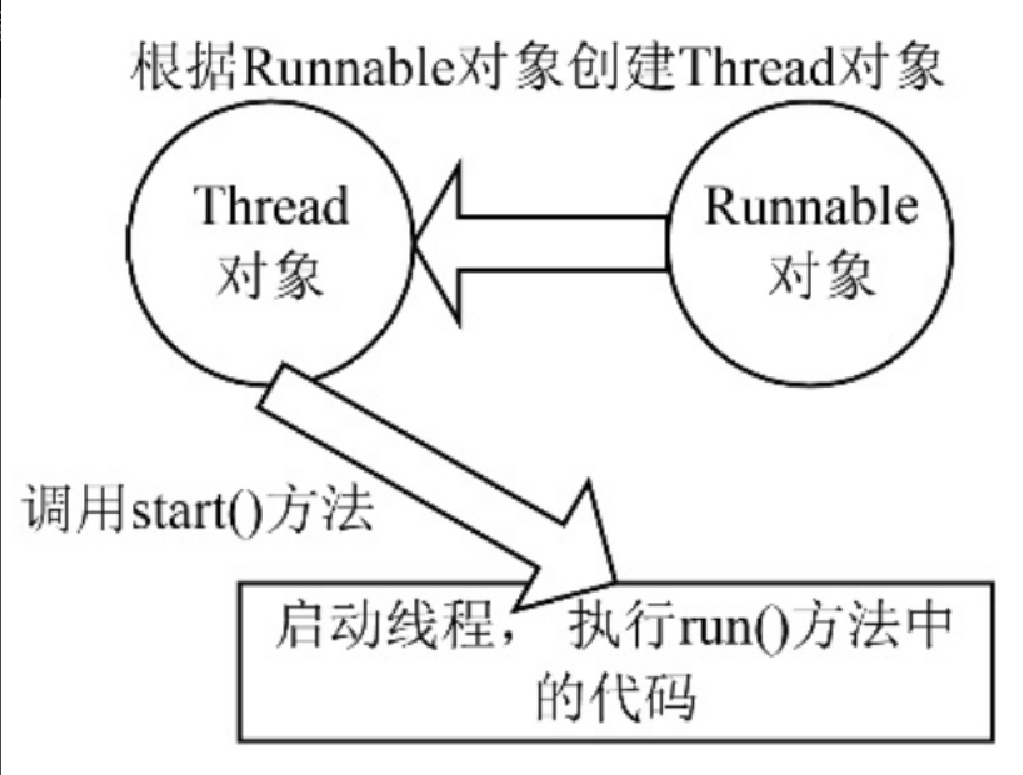 根据Runnable对象创建Thread对象
Thread
对象
Runnable
对象
调用start()方法
启动线程， 执行run()方法中
的代码